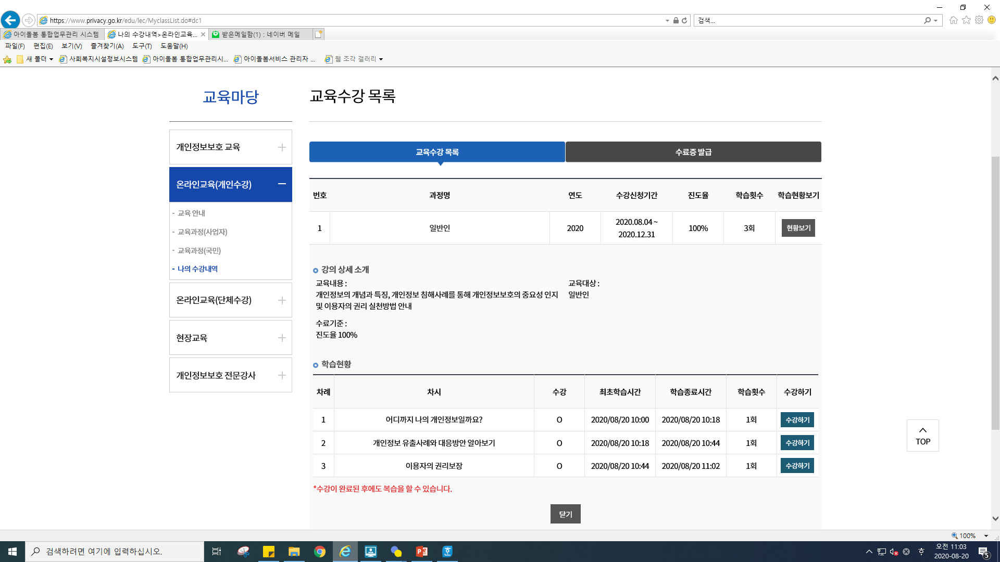 https://www.privacy.go.kr/edu/lec/MyclassList.do#dc1
검색...
아이돌봄 통합업무관리 시스템
나의 수강내역>온라인교육...
받은메일함(1) : 네이버 메일
파일(F) 편집(E) 보기(V) 즐겨찾기(A) 도구(T) 도움말(H)
새 폴더
사회복지시설정보시스템
아이돌봄 통합업무관리시...
아이돌봄서비스 관리자 ...
웹 조각 갤러리
교육마당
개인정보보호 교육
온라인교육(개인수강)
- 교육 안내
- 교육과정(사업자)
- 교육과정(국민)
- 나의 수강내역
온라인교육(단체수강)
현장교육
개인정보보호 전문강사
교육수강 목록
교육수강 목록 수료증 발급
번호 과정명 연도 수강신청기간 진도율 학습횟수 학습현황보기
1 일반인 2020 2020.08.04 ~ 2020.12.31 100% 3회 현황보기
강의 상세 소개
교육내용 :
개인정보의 개념과 특징, 개인정보 침해사례를 통해 개인정보보호의 중요성 인지
및 이용자의 권리 실천방법 안내
교육대상 :
일반인
수료기준 :
진도율 100%
학습현황
차례 차시 수강 최초학습시간 학습종료시간 학습횟수 수강하기
1 어디까지 나의 개인정보일까요? O 2020/08/20 10:00 2020/08/20 10:18 1회 수강하기
2 개인정보 유출사례와 대응방안 알아보기 O 2020/08/20 10:18 2020/08/20 10:44 1회 수강하기
3 이용자의 권리보장 O 2020/08/20 10:44 2020/08/20 11:02 1회 수강하기
*수강이 완료된 후에도 복습을 할 수 있습니다.
닫기
TOP
100%
검색하려면 여기에 입력하십시오.
오전 11:03
2020-08-20
5